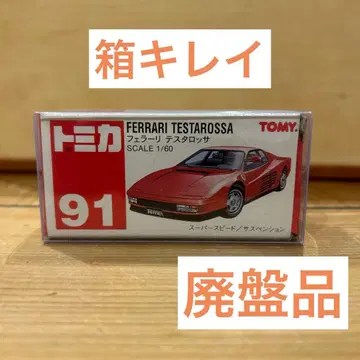 箱キレイ
トミカ
91
FERRARI TESTAROSSA
フェラーリ テスタロッサ
SCALE 1/60
TOMY
スーパースピード/サスペンション
廃盤品